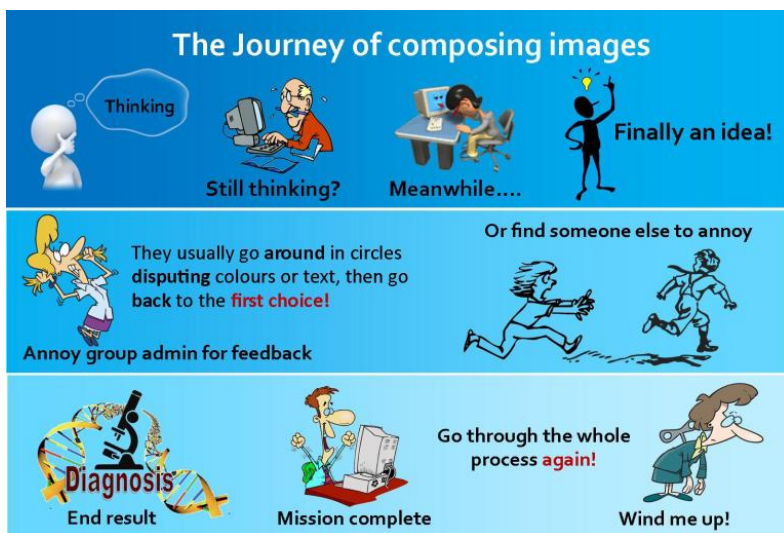 The Journey of composing images
Thinking
Still thinking?
Meanwhile....
Finally an idea!
They usually go around in circles
disputing colours or text, then go
back to the first choice!
Annoy group admin for feedback
Or find someone else to annoy
Diagnosis
End result
Mission complete
Go through the whole
process again!
Wind me up!